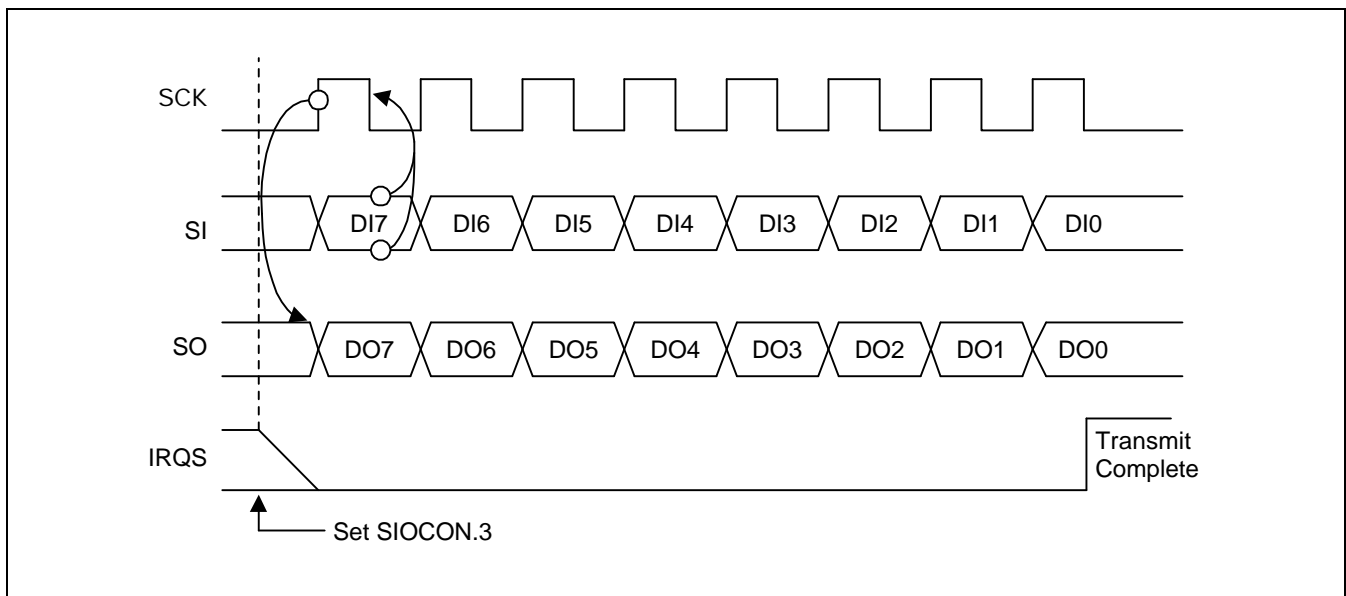 SCK
SI
DI7 DI6 DI5 DI4 DI3 DI2 DI1 DI0
SO
DO7 DO6 DO5 DO4 DO3 DO2 DO1 DO0
IRQS
Transmit
Complete
Set SIOCON.3